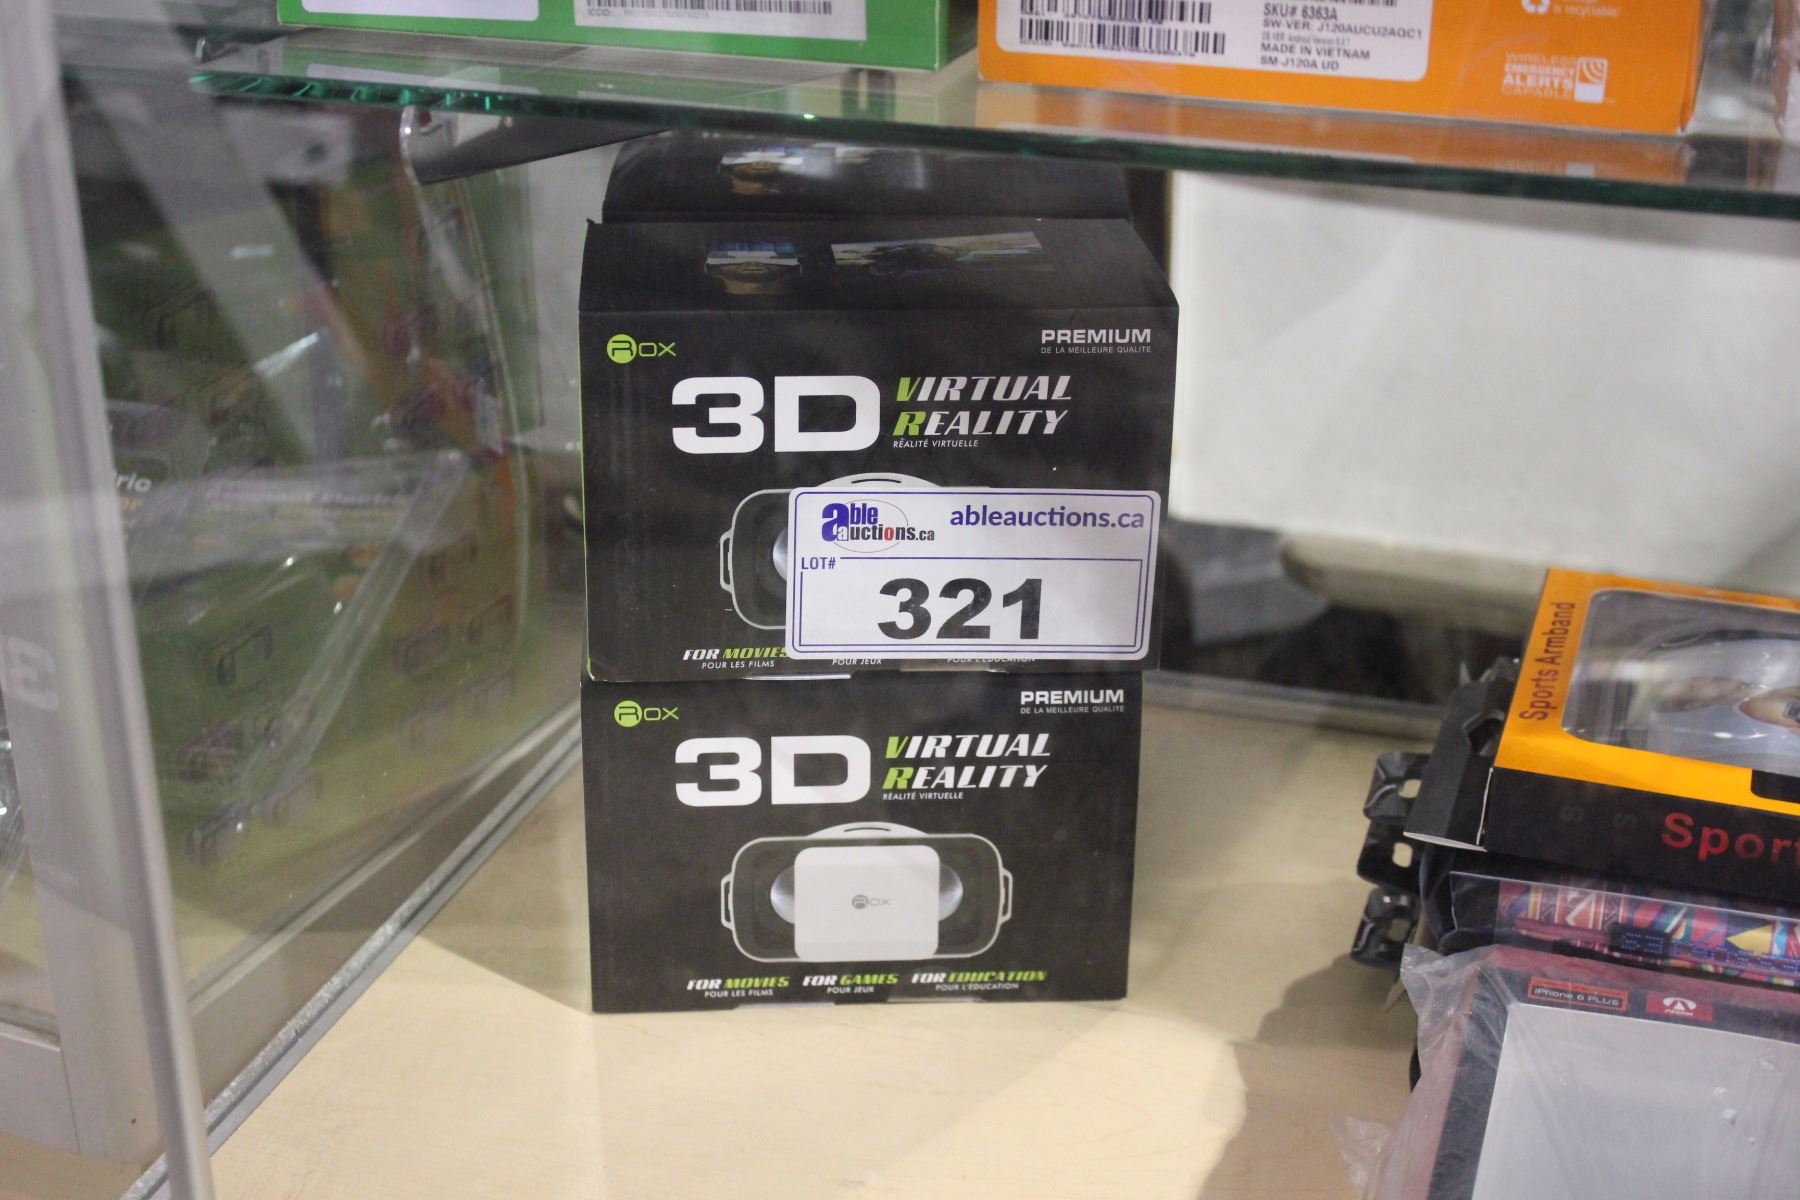 SKU# 6363A
SW-VER: J120AUCU2AQC1
MADE IN VIETNAM
SM-J120A UD
is recyclable
WIRELESS
EMERGENCY
ALERTS
CAPABLE
ROX
PREMIUM
DE LA MEILLEURE QUALITE
3D VIRTUAL
REALITY
RÉALITÉ VIRTUELLE
able
auctions.ca
ableauctions.ca
LOT#
321
FOR MOVIES
POUR LES FILMS
POUR JEUX
POUR L'ÉDUCATION
ROX
PREMIUM
DE LA MEILLEURE QUALITE
3D VIRTUAL
REALITY
RÉALITÉ VIRTUELLE
ROX
FOR MOVIES FOR GAMES FOR EDUCATION
POUR LES FILMS POUR JEUX POUR L'ÉDUCATION
Sports Armband
Sport
iPhone 6 PLUS